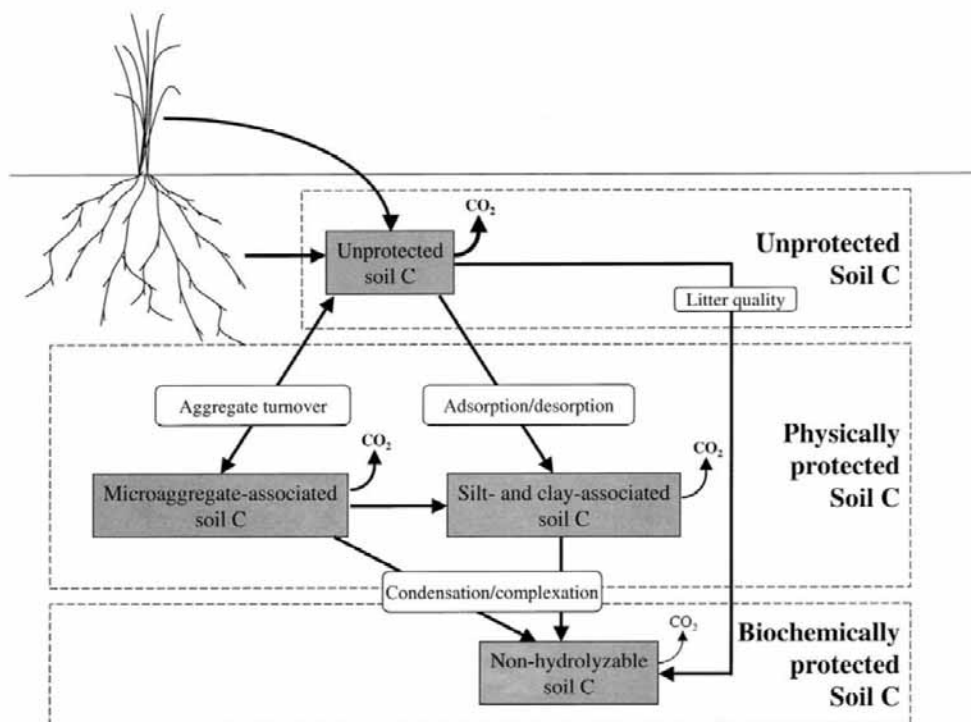 CO₂
Unprotected
soil C
Unprotected
Soil C
Litter quality
Aggregate turnover
Adsorption/desorption
CO₂
CO₂
Physically
protected
Soil C
Microaggregate-associated
soil C
Silt- and clay-associated
soil C
Condensation/complexation
CO₂
Biochemically
protected
Soil C
Non-hydrolyzable
soil C